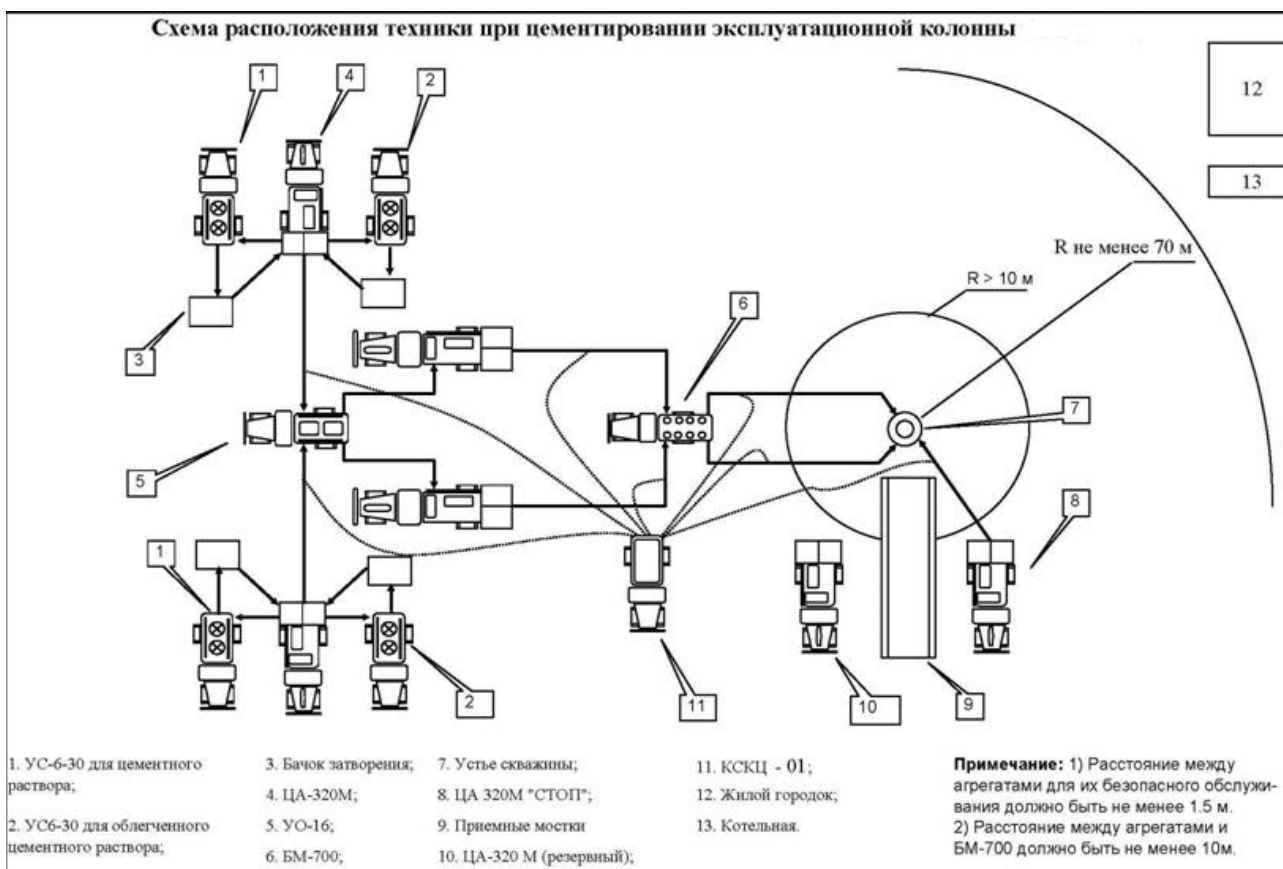 Схема расположения техники при цементировании эксплуатационной колонны
1
4
2
12
13
R не менее 70 м
R > 10 м
6
3
7
5
8
1
2
11
10
9
1. УС-6-30 для цементного
раствора;
2. УС6-30 для облегченного
цементного раствора;
3. Бачок затворения;
4. ЦА-320М;
5. УО-16;
6. БМ-700;
7. Устье скважины;
8. ЦА 320М "СТОП";
9. Приемные мостки
10. ЦА-320 М (резервный);
11. КСКЦ - 01;
12. Жилой городок;
13. Котельная.
Примечание: 1) Расстояние между
агрегатами для их безопасного обслужи-
вания должно быть не менее 1.5 м.
2) Расстояние между агрегатами и
БМ-700 должно быть не менее 10м.